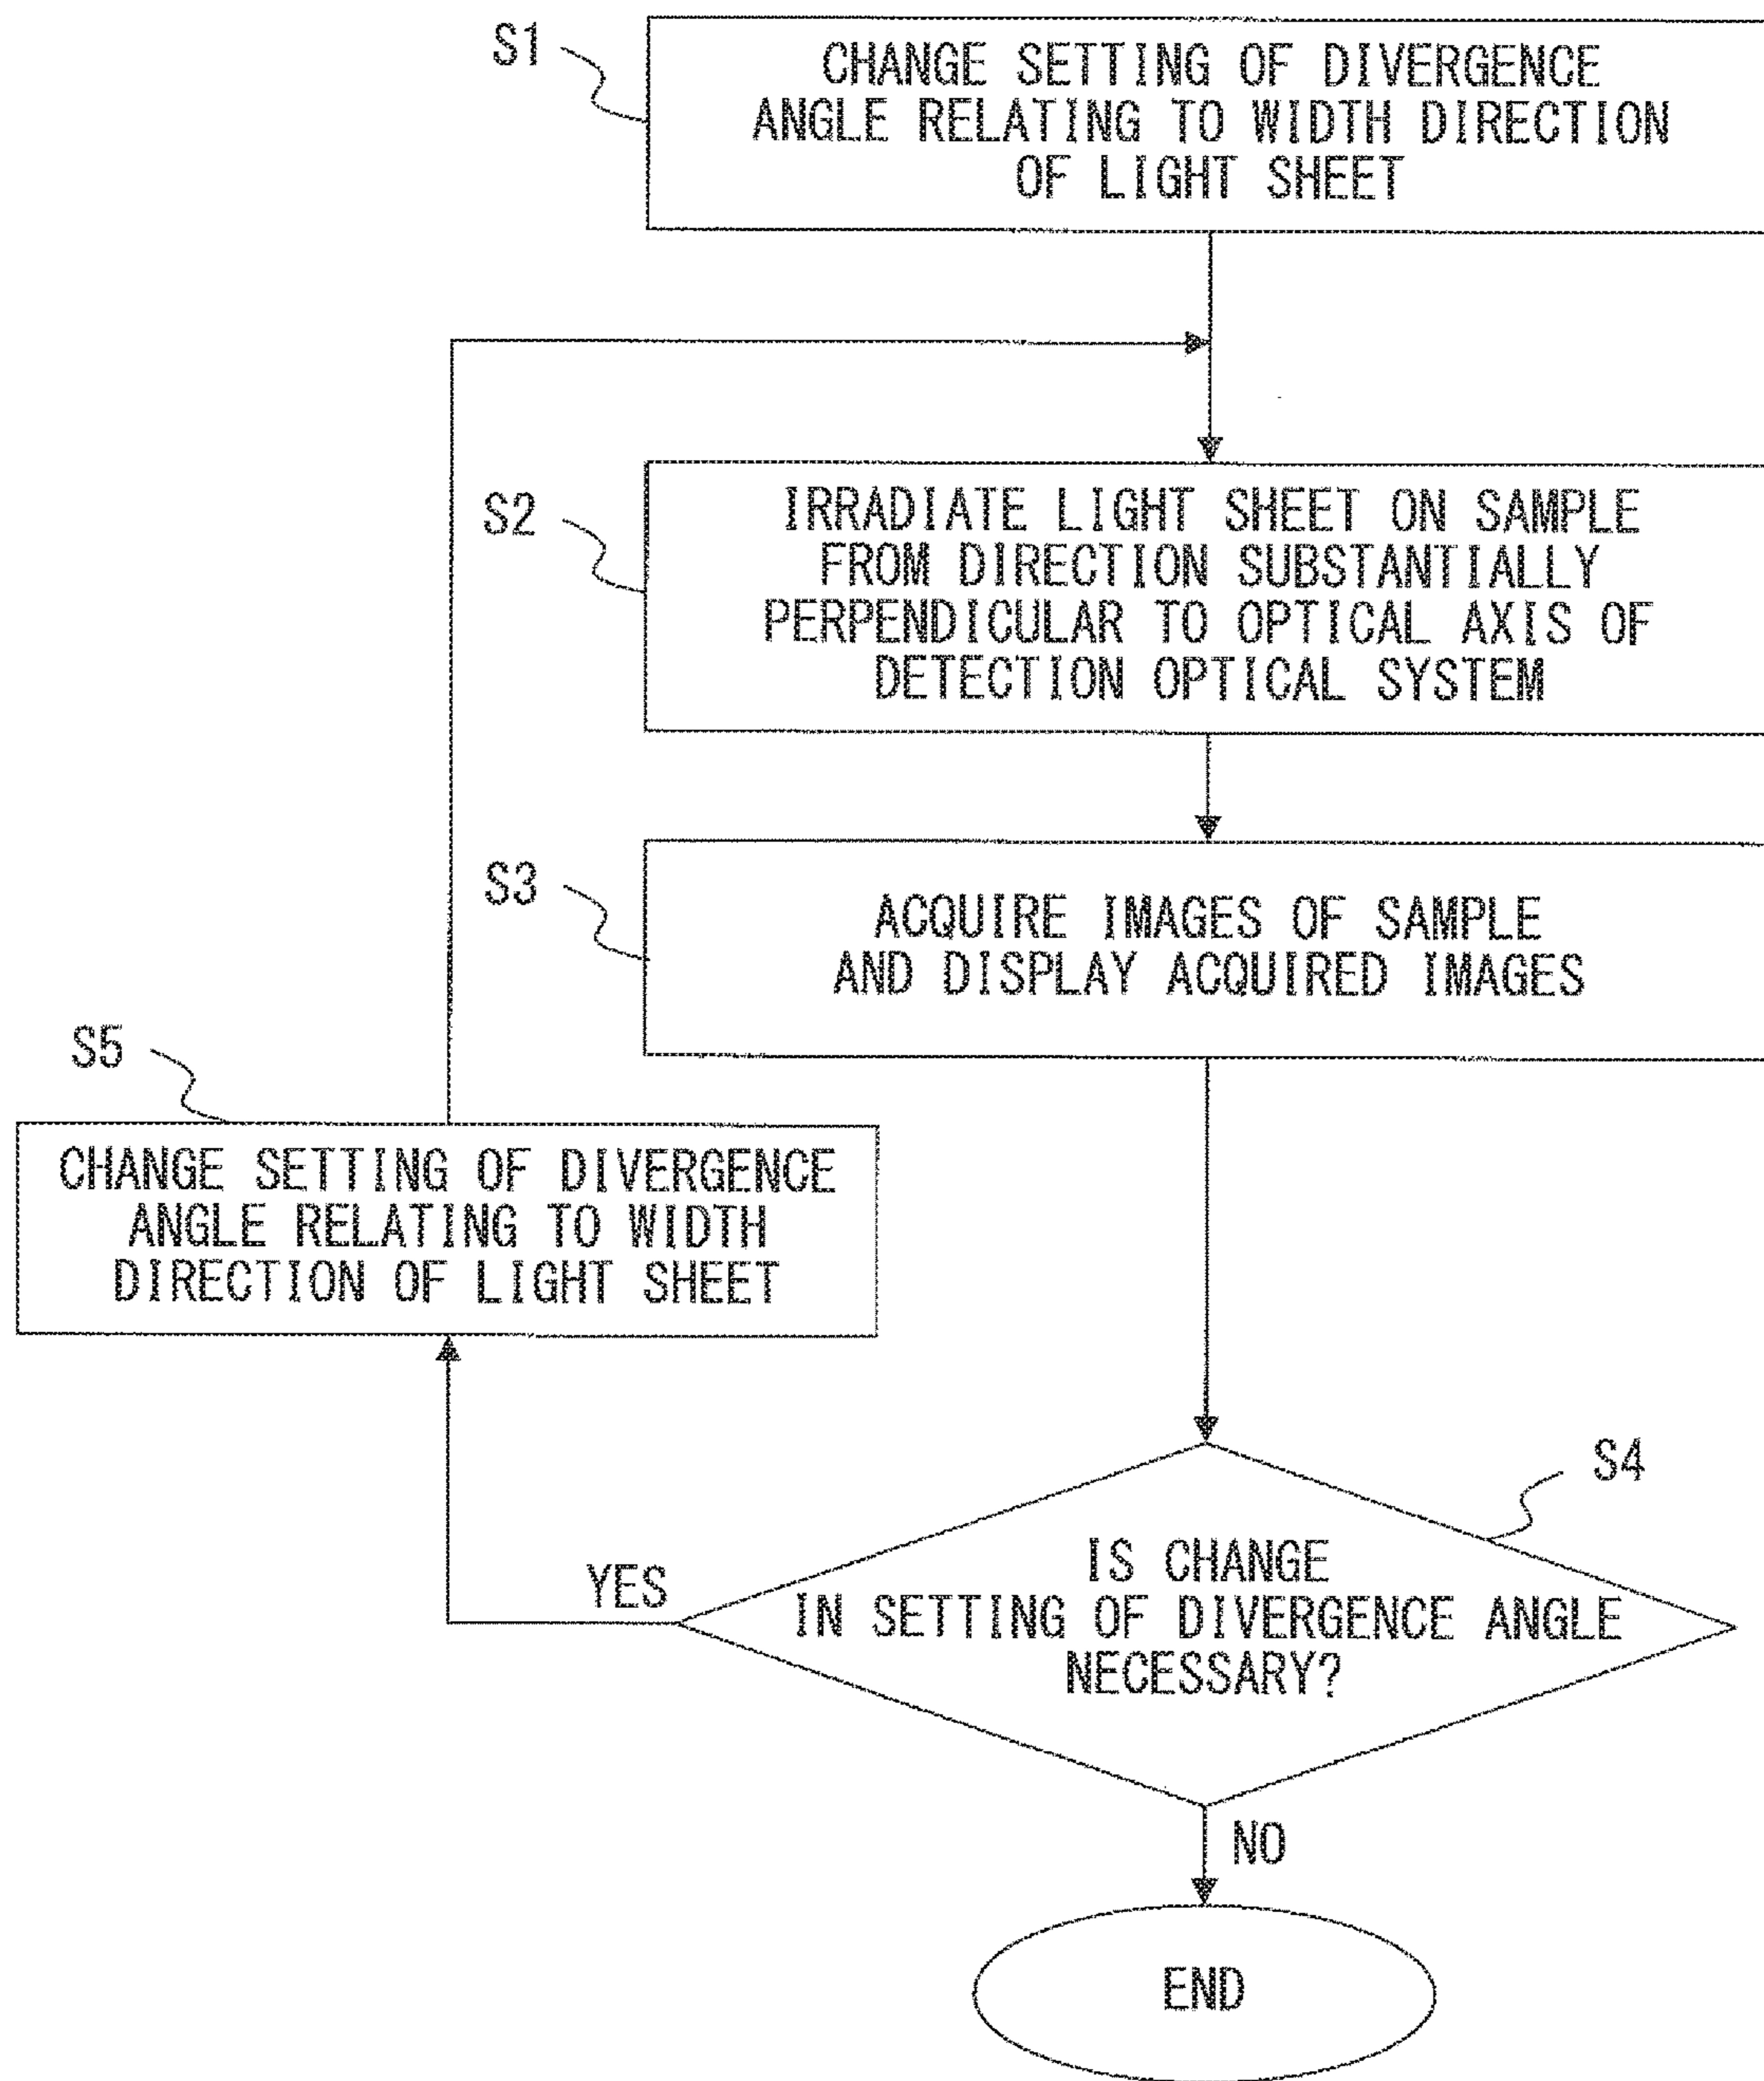 S1
CHANGE SETTING OF DIVERGENCE
ANGLE RELATING TO WIDTH DIRECTION
OF LIGHT SHEET
S2
IRRADIATE LIGHT SHEET ON SAMPLE
FROM DIRECTION SUBSTANTIALLY
PERPENDICULAR TO OPTICAL AXIS OF
DETECTION OPTICAL SYSTEM
S3
ACQUIRE IMAGES OF SAMPLE
AND DISPLAY ACQUIRED IMAGES
S5
CHANGE SETTING OF DIVERGENCE
ANGLE RELATING TO WIDTH
DIRECTION OF LIGHT SHEET
S4
IS CHANGE
IN SETTING OF DIVERGENCE ANGLE
NECESSARY?
YES
NO
END